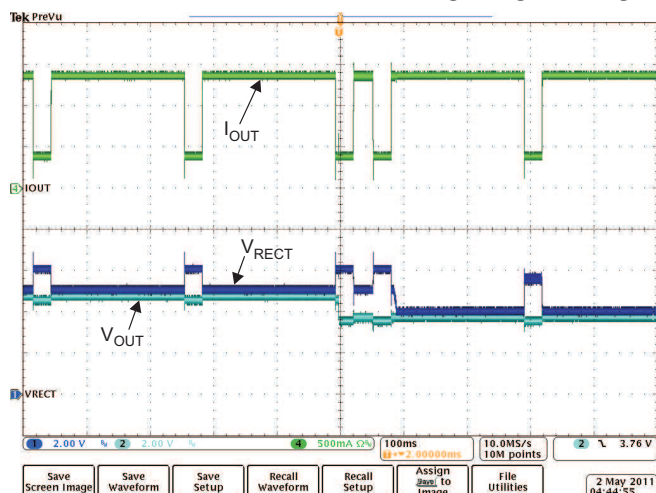 Tek PreVu
IOUT
4 IOUT
VRECT
VOUT
1 VRECT
1 2.00 V 2 2.00 V 4 500mA Ω 100ms 10.0MS/s 2 3.76 V
2.00000ms 10M points
Save Screen Image
Save Waveform
Save Setup
Recall Waveform
Recall Setup
Assign Save to Image
File Utilities
2 May 2011
04:44:55